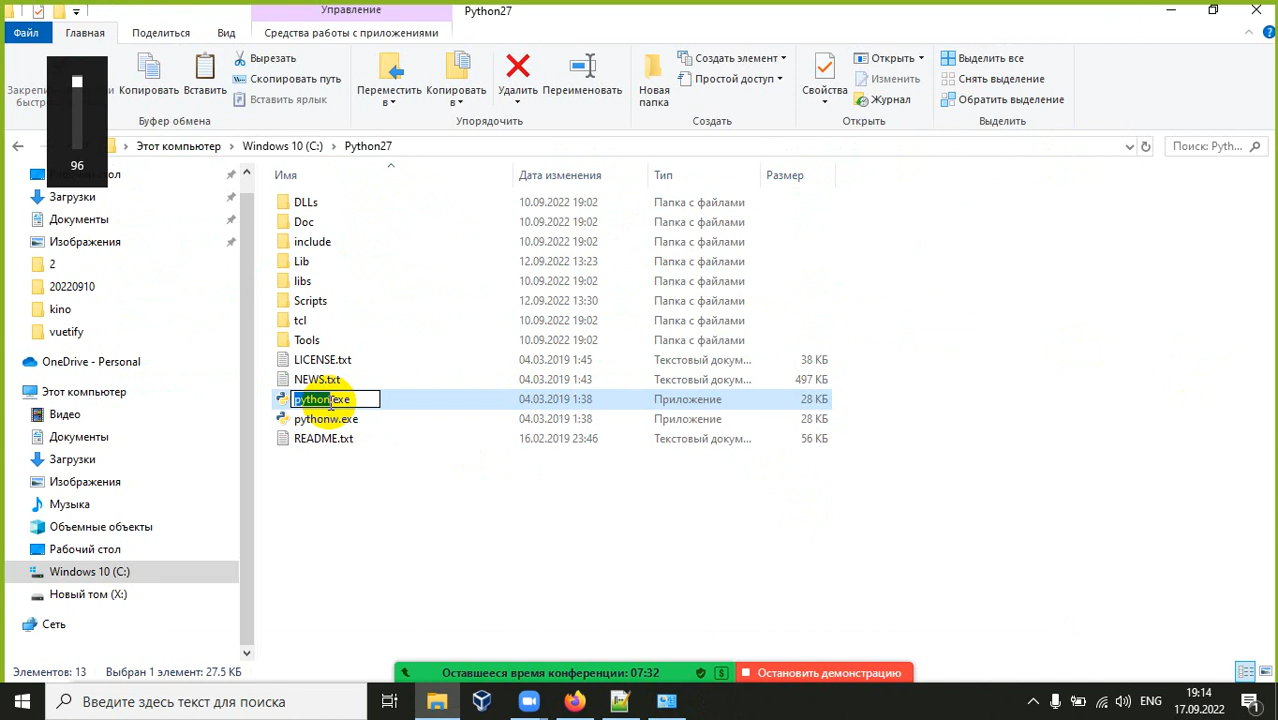 Управление
Python27
Файл
Главная
Поделиться
Вид
Средства работы с приложениями
Копировать
Вставить
Вырезать
Скопировать путь
Вставить ярлык
Буфер обмена
Переместить в
Копировать в
Удалить
Переименовать
Упорядочить
Новая папка
Создать элемент
Простой доступ
Создать
Свойства
Открыть
Изменить
Журнал
Открыть
Выделить все
Снять выделение
Обратить выделение
Выделить
96
Этот компьютер
Windows 10 (C:)
Python27
Поиск: Pyth...
Имя
Дата изменения
Тип
Размер
DLLs 10.09.2022 19:02 Папка с файлами
Doc 10.09.2022 19:02 Папка с файлами
include 10.09.2022 19:02 Папка с файлами
Lib 12.09.2022 13:23 Папка с файлами
libs 10.09.2022 19:02 Папка с файлами
Scripts 12.09.2022 13:30 Папка с файлами
tcl 10.09.2022 19:02 Папка с файлами
Tools 10.09.2022 19:02 Папка с файлами
LICENSE.txt 04.03.2019 1:45 Текстовый докум... 38 КБ
NEWS.txt 04.03.2019 1:43 Текстовый докум... 497 КБ
python.exe 04.03.2019 1:38 Приложение 28 КБ
pythonw.exe 04.03.2019 1:38 Приложение 28 КБ
README.txt 16.02.2019 23:46 Текстовый докум... 56 КБ
Загрузки
Документы
Изображения
2
20220910
kino
vuetify
OneDrive - Personal
Этот компьютер
Видео
Документы
Загрузки
Изображения
Музыка
Объемные объекты
Рабочий стол
Windows 10 (C:)
Новый том (X:)
Сеть
Элементов: 13
Выбран 1 элемент: 27.5 КБ
Оставшееся время конференции: 07:32
Остановить демонстрацию
Введите здесь текст для поиска
ENG
19:14
17.09.2022
1